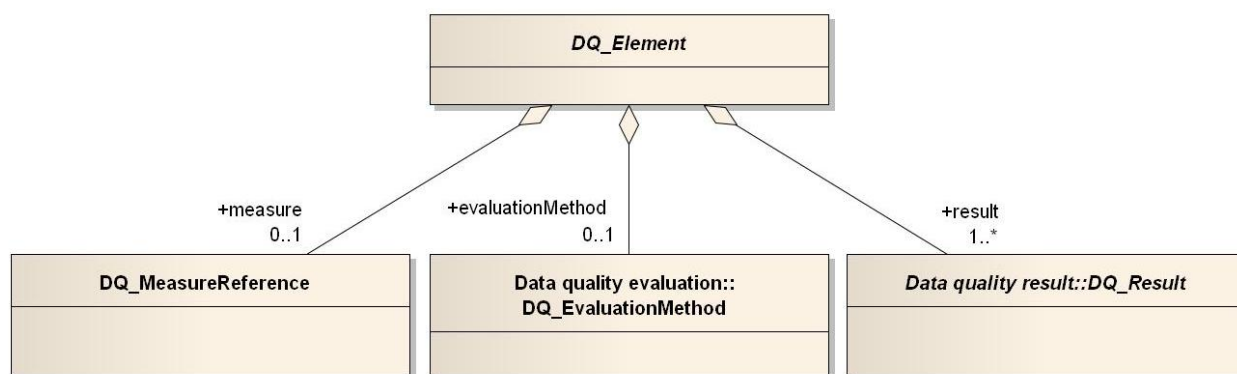 DQ_Element
+measure
0..1
+evaluationMethod
0..1
+result
1..*
DQ_MeasureReference
Data quality evaluation::
DQ_EvaluationMethod
Data quality result::DQ_Result